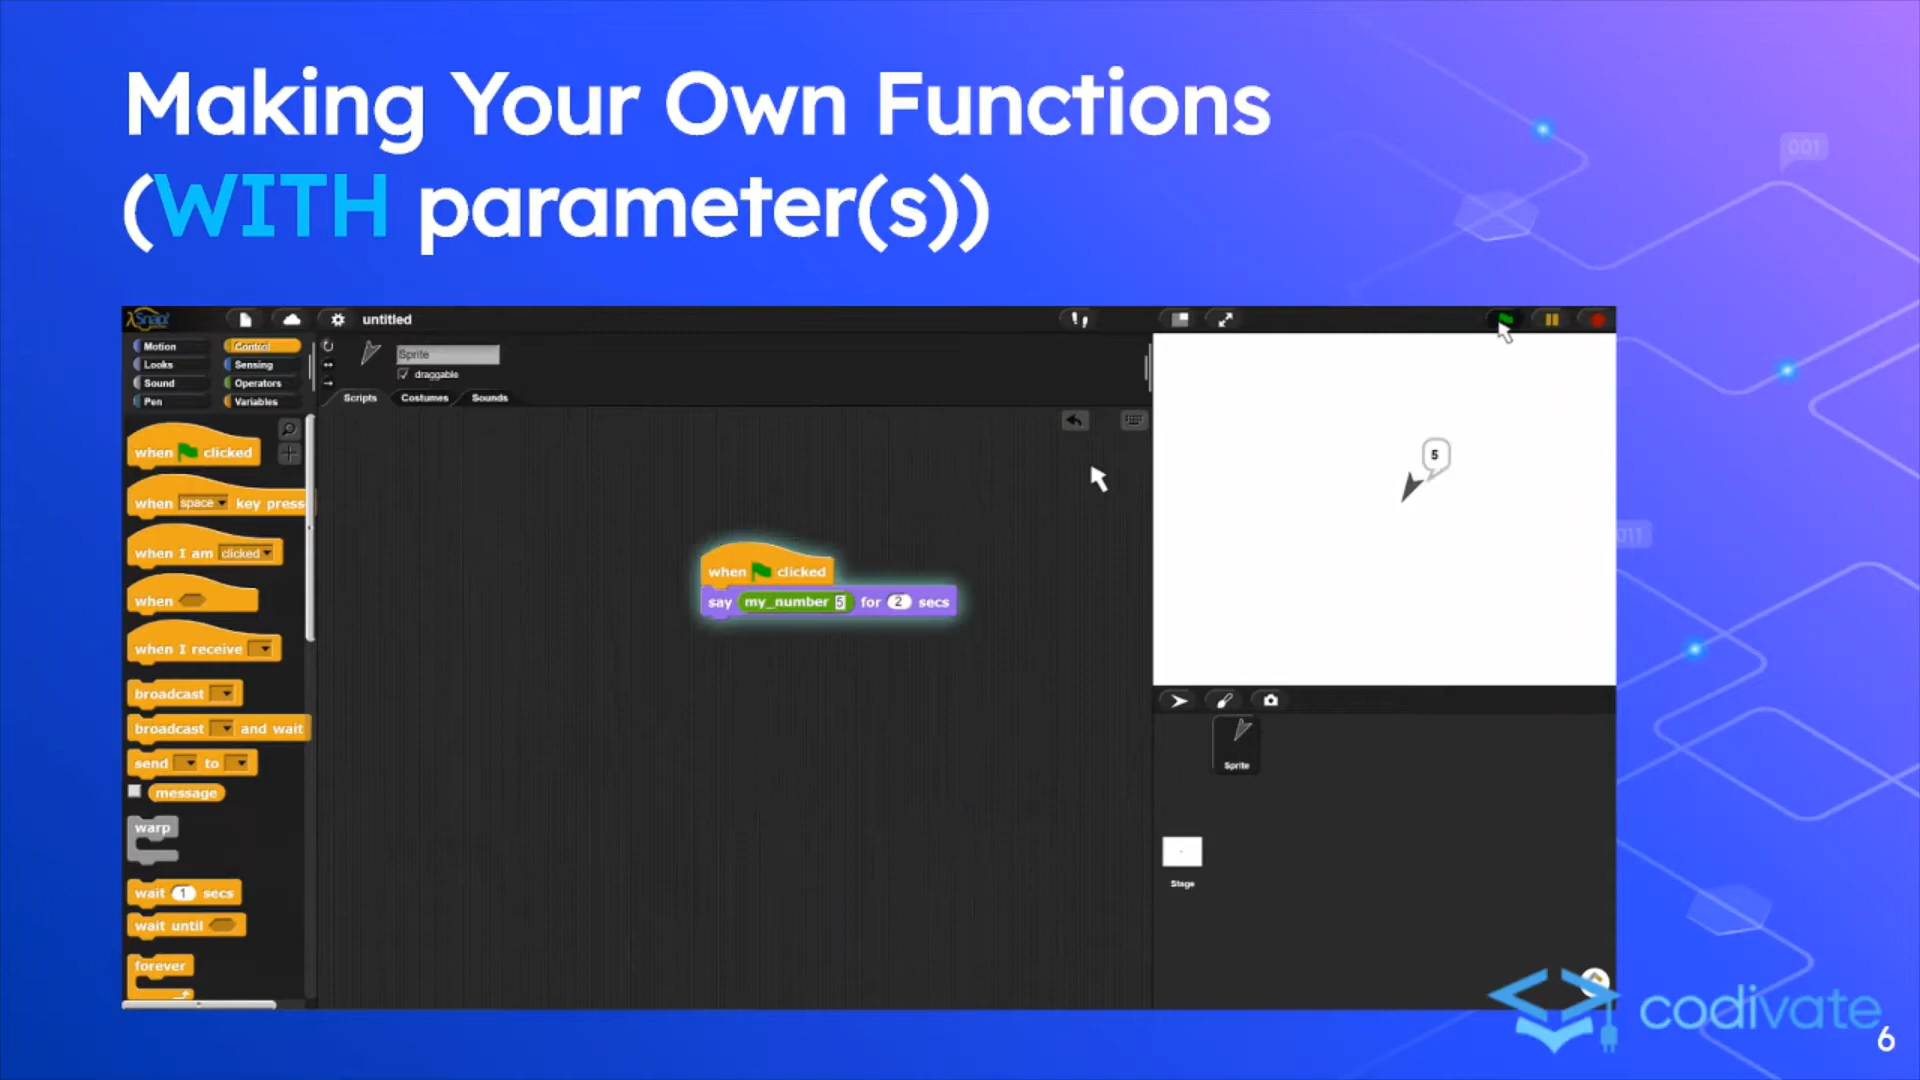 Making Your Own Functions
(WITH parameter(s))
001
011
λSnap!
untitled
Motion
Control
Looks
Sensing
Sound
Operators
Pen
Variables
Sprite
draggable
Scripts
Costumes
Sounds
when clicked
when space key press
when I am clicked
when
when I receive
broadcast
broadcast and wait
send to
message
warp
wait 1 secs
wait until
forever
when clicked
say my_number 5 for 2 secs
5
Sprite
Stage
codivate
6